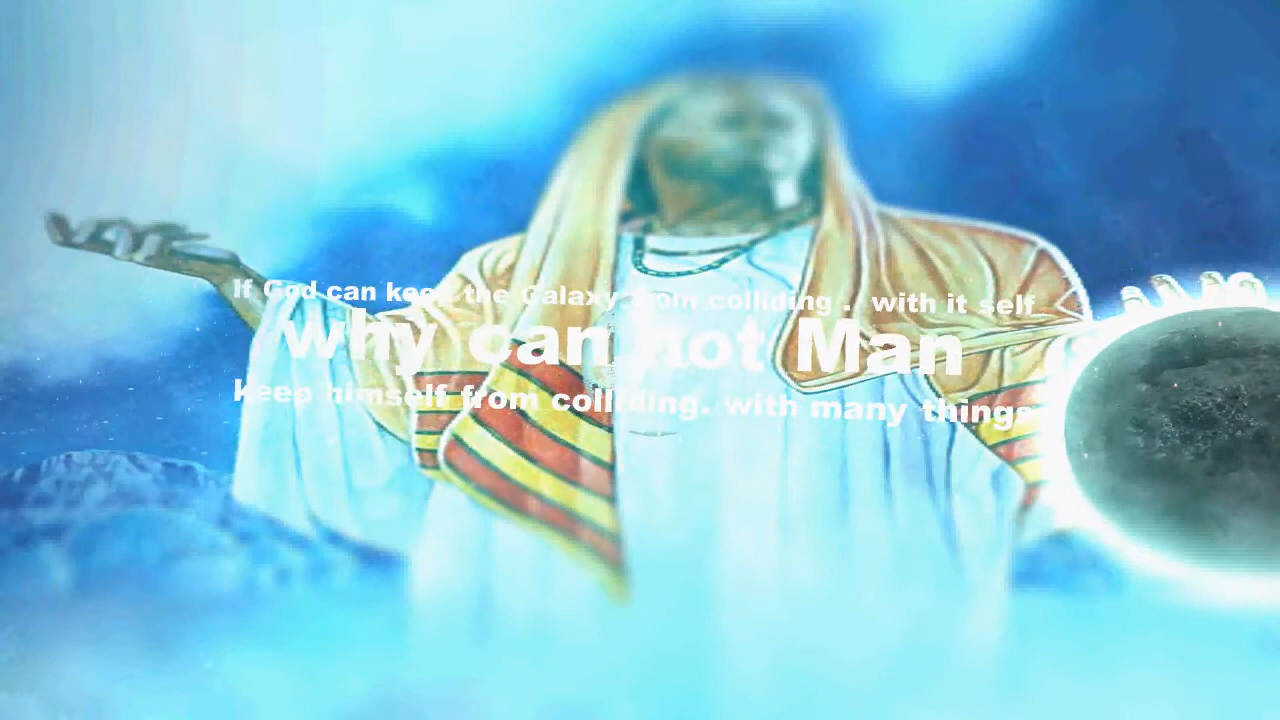 If God can keep the Galaxy from colliding . with it self
why can not Man
Keep himself from colliding. with many things